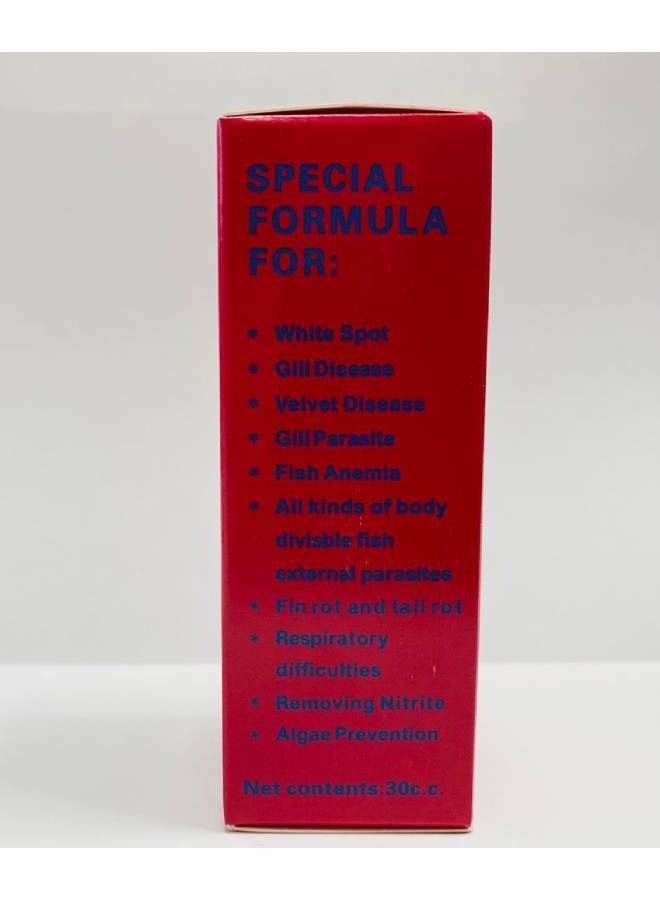 SPECIAL
FORMULA
FOR:
* White Spot
* Gill Disease
* Velvet Disease
* Gill Parasite
* Fish Anemia
* All kinds of body
divisble fish
external parasites
* Fin rot and tail rot
* Respiratory
difficulties
* Removing Nitrite
* Algae Prevention
Net contents:30c.c.